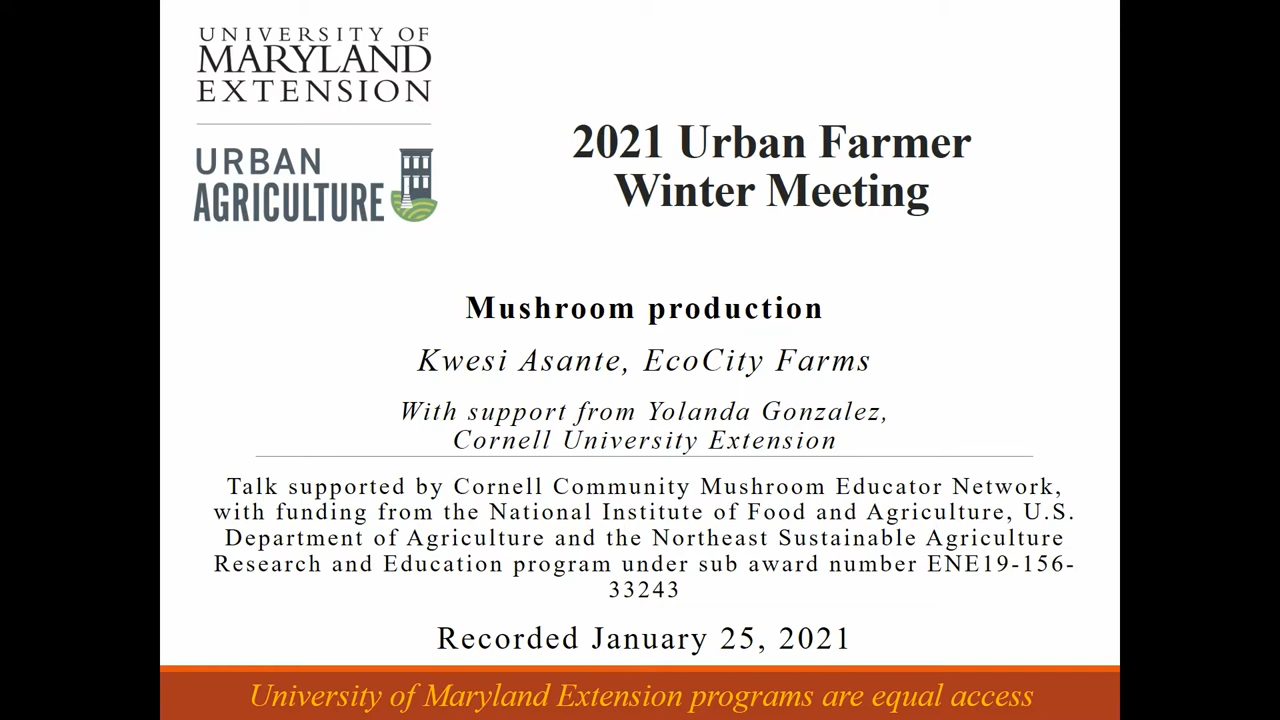 UNIVERSITY OF
MARYLAND
EXTENSION
URBAN
AGRICULTURE
2021 Urban Farmer
Winter Meeting
Mushroom production
Kwesi Asante, EcoCity Farms
With support from Yolanda Gonzalez,
Cornell University Extension
Talk supported by Cornell Community Mushroom Educator Network,
with funding from the National Institute of Food and Agriculture, U.S.
Department of Agriculture and the Northeast Sustainable Agriculture
Research and Education program under sub award number ENE19-156-
33243
Recorded January 25, 2021
University of Maryland Extension programs are equal access